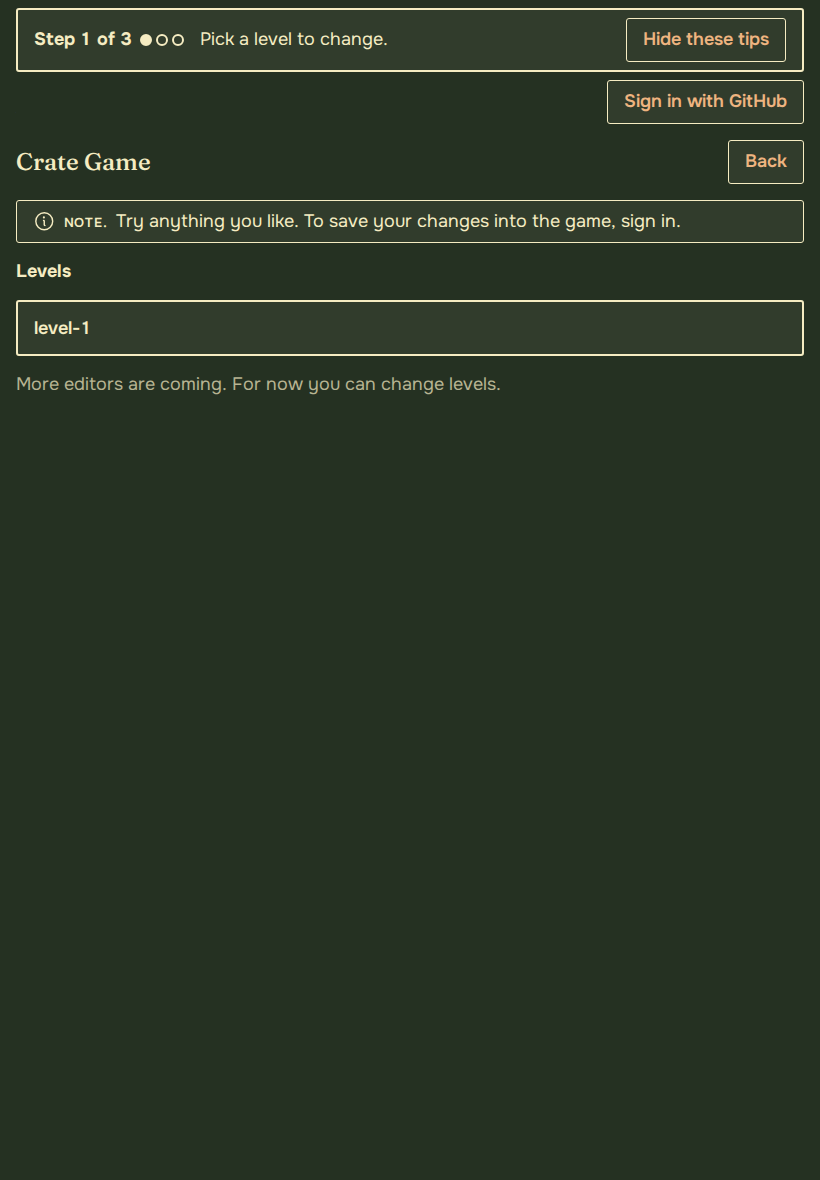 Step 1 of 3 Pick a level to change. Hide these tips
Sign in with GitHub
Crate Game Back
NOTE. Try anything you like. To save your changes into the game, sign in.
Levels
level-1
More editors are coming. For now you can change levels.